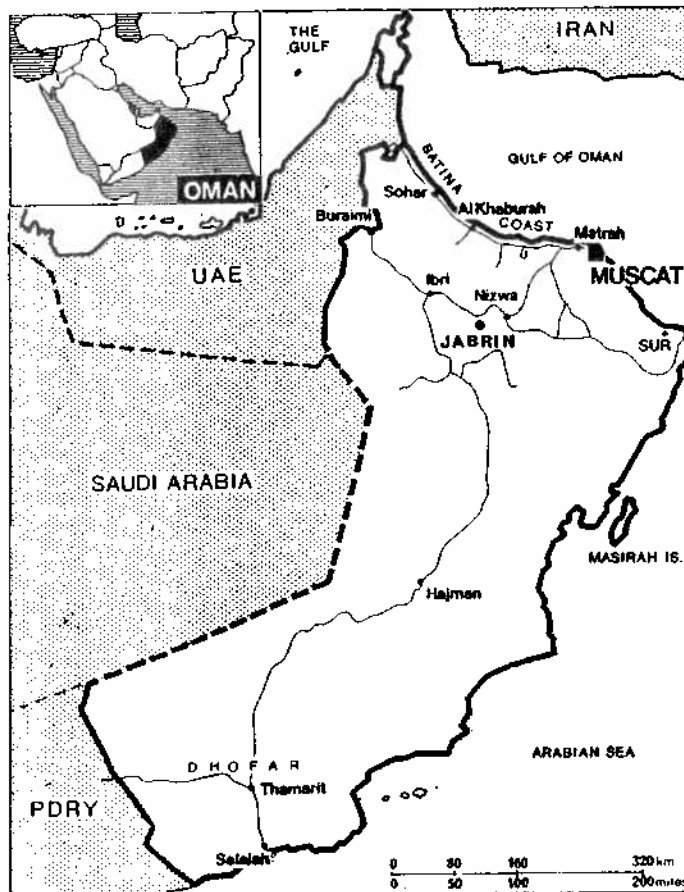 THE
GULF
IRAN
OMAN
GULF OF OMAN
BATINA
COAST
Sohar
Al Khaburah
Matrah
MUSCAT
Buraimi
UAE
Ibri
Nizwa
JABRIN
SUR
SAUDI ARABIA
MASIRAH IS.
Hajman
ARABIAN SEA
DHOFAR
Thamarit
PDRY
Salalah
0 80 160 320 km
0 100 200 miles